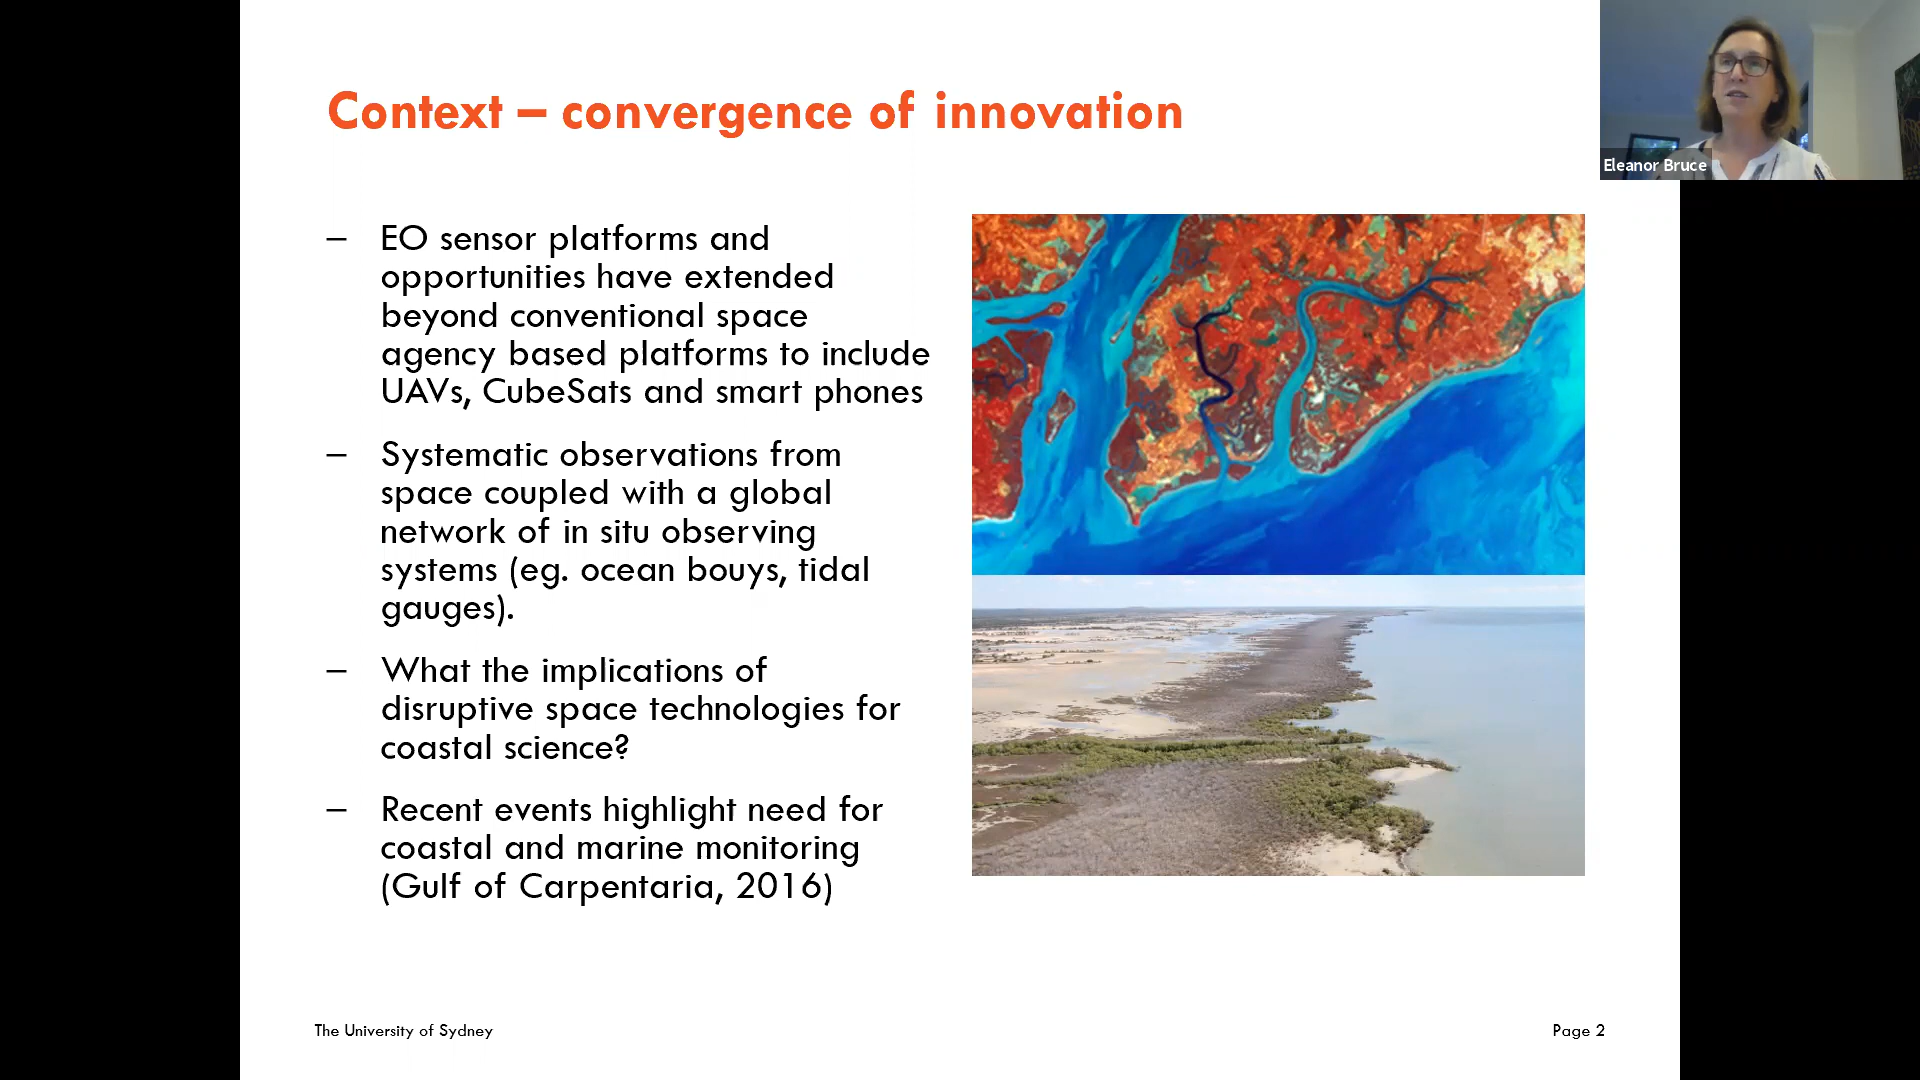 Context – convergence of innovation
Eleanor Bruce
– EO sensor platforms and
opportunities have extended
beyond conventional space
agency based platforms to include
UAVs, CubeSats and smart phones
– Systematic observations from
space coupled with a global
network of in situ observing
systems (eg. ocean bouys, tidal
gauges).
– What the implications of
disruptive space technologies for
coastal science?
– Recent events highlight need for
coastal and marine monitoring
(Gulf of Carpentaria, 2016)
The University of Sydney
Page 2